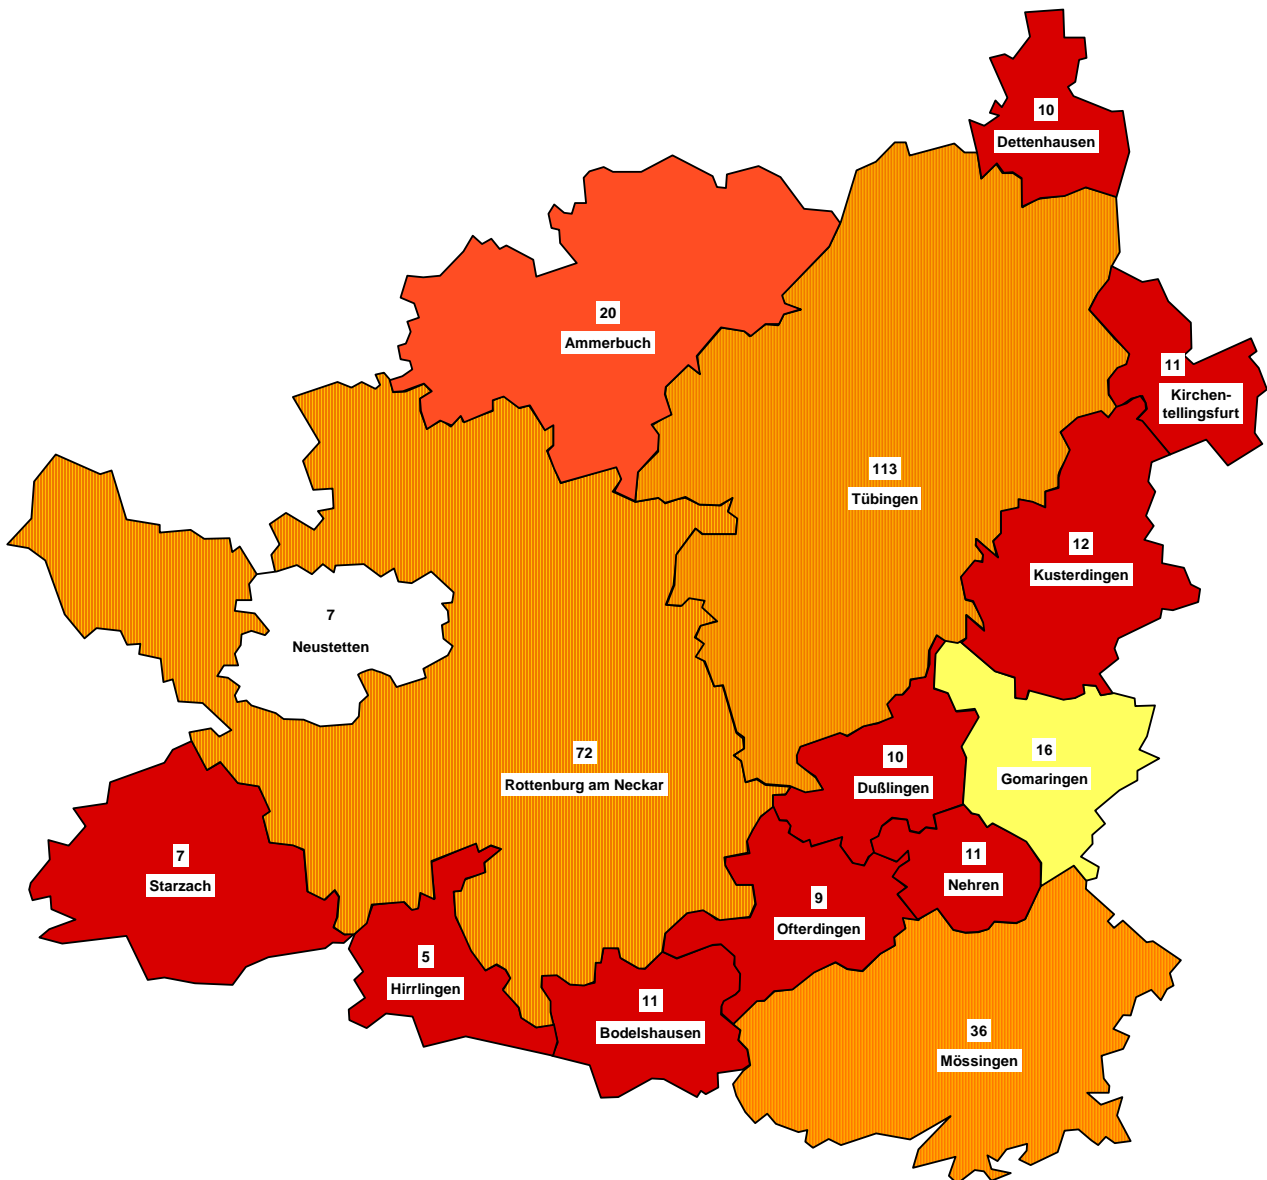 10
Dettenhausen
20
Ammerbuch
11
Kirchen-
tellingsfurt
113
Tübingen
12
Kusterdingen
7
Neustetten
72
Rottenburg am Neckar
10
Dußlingen
16
Gomaringen
7
Starzach
11
Nehren
9
Ofterdingen
5
Hirrlingen
11
Bodelshausen
36
Mössingen